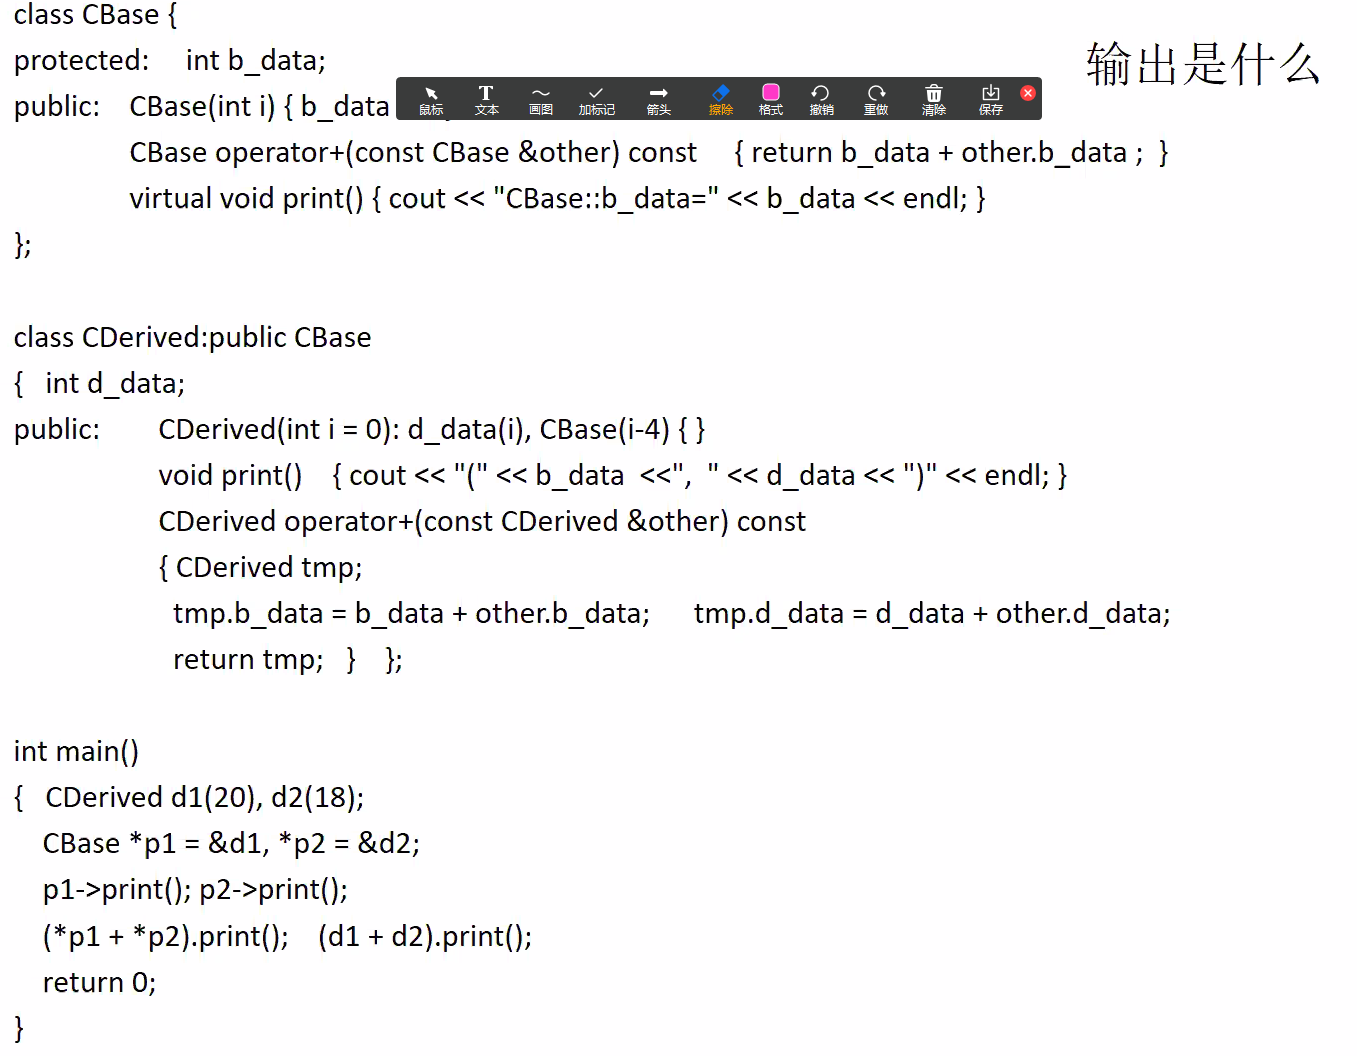 class CBase {
protected: int b_data;
输出是什么
public: CBase(int i) { b_data
鼠标 文本 画图 加标记 箭头 擦除 格式 撤销 重做 清除 保存
CBase operator+(const CBase &other) const { return b_data + other.b_data ; }
virtual void print() { cout << "CBase::b_data=" << b_data << endl; }
};
class CDerived:public CBase
{ int d_data;
public: CDerived(int i = 0): d_data(i), CBase(i-4) { }
void print() { cout << "(" << b_data <<", " << d_data << ")" << endl; }
CDerived operator+(const CDerived &other) const
{ CDerived tmp;
tmp.b_data = b_data + other.b_data; tmp.d_data = d_data + other.d_data;
return tmp; } };
int main()
{ CDerived d1(20), d2(18);
CBase *p1 = &d1, *p2 = &d2;
p1->print(); p2->print();
(*p1 + *p2).print(); (d1 + d2).print();
return 0;
}